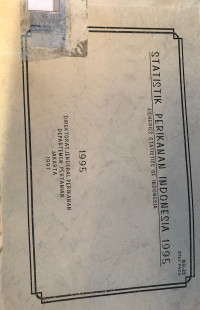 STATISTIK PERIKANAN INDONESIA 1995
FISHERIES STATISTICS OF INDONESIA
1995
DIREKTORAT JENDERAL PERIKANAN
DEPARTEMEN PERTANIAN
JAKARTA
1997